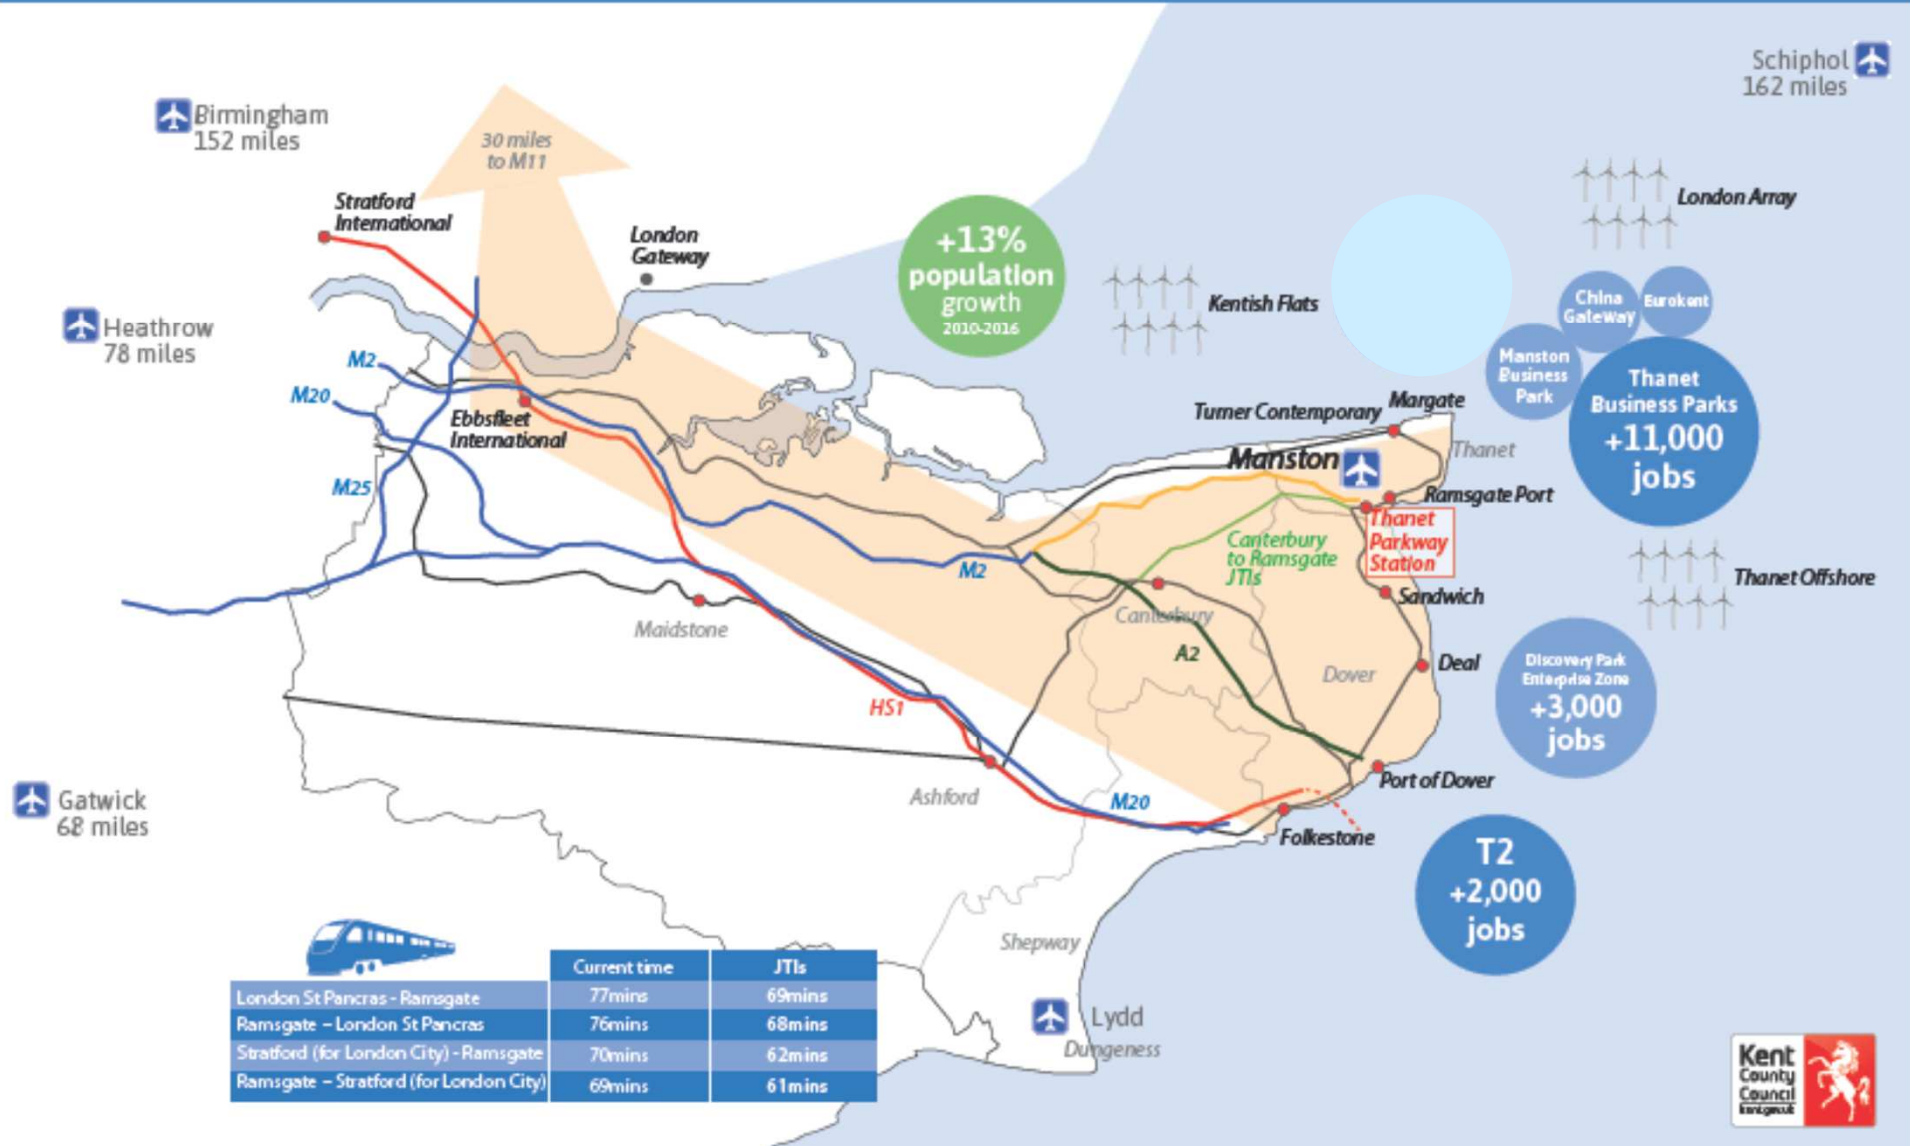 Schiphol
162 miles
Birmingham
152 miles
30 miles
to M11
Stratford
International
London
Gateway
+13%
population
growth
2010-2016
Kentish Flats
London Array
China
Gateway
Eurokent
Manston
Business
Park
Thanet
Business Parks
+11,000
jobs
Heathrow
78 miles
M2
M20
Ebbsfleet
International
M25
Turner Contemporary
Margate
Thanet
Manston
Ramsgate Port
Thanet
Parkway
Station
Canterbury
to Ramsgate
JTIs
M2
Thanet Offshore
Sandwich
Maidstone
Canterbury
A2
Dover
Deal
Discovery Park
Enterprise Zone
+3,000
jobs
HS1
Gatwick
68 miles
Ashford
M20
Port of Dover
Folkestone
T2
+2,000
jobs
Shepway
Lydd
Dungeness
Current time JTIs
London St Pancras - Ramsgate 77mins 69mins
Ramsgate – London St Pancras 76mins 68mins
Stratford (for London City) - Ramsgate 70mins 62mins
Ramsgate – Stratford (for London City) 69mins 61mins
Kent
County
Council
kent.gov.uk